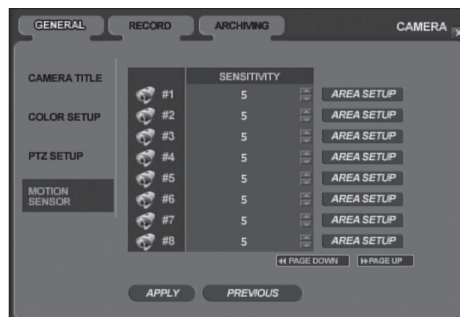 GENERAL RECORD ARCHIVING CAMERA
CAMERA TITLE
COLOR SETUP
PTZ SETUP
MOTION
SENSOR
SENSITIVITY
#1 5 AREA SETUP
#2 5 AREA SETUP
#3 5 AREA SETUP
#4 5 AREA SETUP
#5 5 AREA SETUP
#6 5 AREA SETUP
#7 5 AREA SETUP
#8 5 AREA SETUP
PAGE DOWN PAGE UP
APPLY PREVIOUS